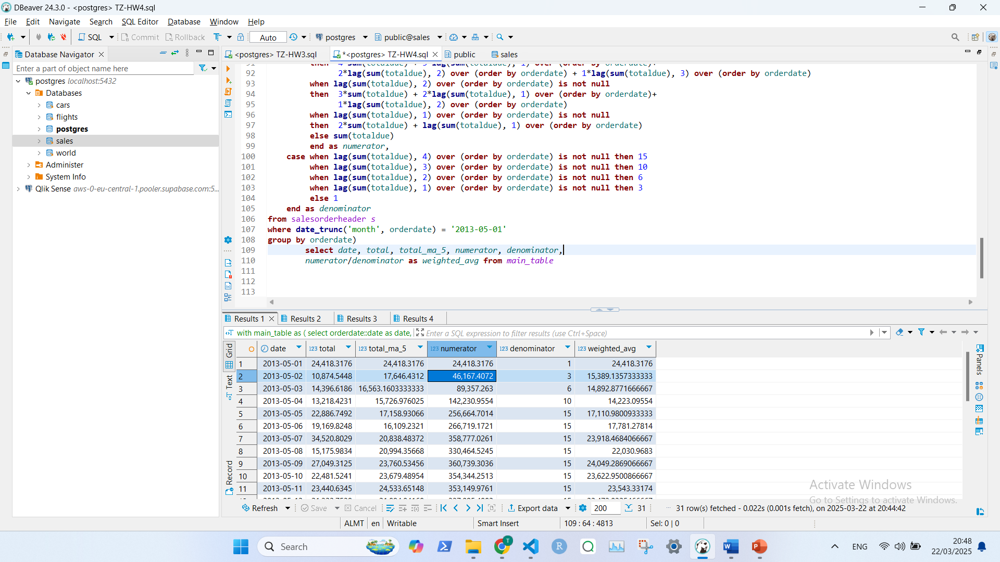 DBeaver 24.3.0 - <postgres> TZ-HW4.sql
File Edit Navigate Search SQL Editor Database Window Help
SQL Commit Rollback Auto postgres public@sales
Database Navigator
Enter a part of object name here
postgres localhost:5432
Databases
cars
flights
postgres
sales
world
Administer
System Info
Qlik Sense aws-0-eu-central-1.pooler.supabase.com:5...
<postgres> TZ-HW3.sql *<postgres> TZ-HW4.sql public sales
92 2*lag(sum(totaldue), 2) over (order by orderdate) + 1*lag(sum(totaldue), 3) over (order by orderdate)
93 when lag(sum(totaldue), 2) over (order by orderdate) is not null
94 then 3*sum(totaldue) + 2*lag(sum(totaldue), 1) over (order by orderdate)+
95 1*lag(sum(totaldue), 2) over (order by orderdate)
96 when lag(sum(totaldue), 1) over (order by orderdate) is not null
97 then 2*sum(totaldue) + lag(sum(totaldue), 1) over (order by orderdate)
98 else sum(totaldue)
99 end as numerator,
100 case when lag(sum(totaldue), 4) over (order by orderdate) is not null then 15
101 when lag(sum(totaldue), 3) over (order by orderdate) is not null then 10
102 when lag(sum(totaldue), 2) over (order by orderdate) is not null then 6
103 when lag(sum(totaldue), 1) over (order by orderdate) is not null then 3
104 else 1
105 end as denominator
106 from salesorderheader s
107 where date_trunc('month', orderdate) = '2013-05-01'
108 group by orderdate)
109 select date, total, total_ma_5, numerator, denominator,
110 numerator/denominator as weighted_avg from main_table
111
112
113
Results 1 Results 2 Results 3 Results 4
with main_table as ( select orderdate::date as date, Enter a SQL expression to filter results (use Ctrl+Space)
Grid
Text
Record
Panels
date 123 total 123 total_ma_5 123 numerator 123 denominator 123 weighted_avg
1 2013-05-01 24,418.3176 24,418.3176 24,418.3176 1 24,418.3176
2 2013-05-02 10,874.5448 17,646.4312 46,167.4072 3 15,389.1357333333
3 2013-05-03 14,396.6186 16,563.1603333333 89,357.263 6 14,892.8771666667
4 2013-05-04 13,218.4231 15,726.976025 142,230.9554 10 14,223.09554
5 2013-05-05 22,886.7492 17,158.93066 256,664.7014 15 17,110.9800933333
6 2013-05-06 19,169.8248 16,109.2321 266,719.1721 15 17,781.27814
7 2013-05-07 34,520.8029 20,838.48372 358,777.0261 15 23,918.4684066667
8 2013-05-08 15,175.9834 20,994.35668 330,464.5245 15 22,030.9683
9 2013-05-09 27,049.3125 23,760.53456 360,739.3036 15 24,049.2869066667
10 2013-05-10 22,481.5241 23,679.48954 354,344.2513 15 23,622.9500866667
11 2013-05-11 23,440.6345 24,533.65148 353,149.9761 15 23,543.33174
Activate Windows
Go to Settings to activate Windows.
Refresh Save Cancel Export data 200 31 31 row(s) fetched - 0.022s (0.001s fetch), on 2025-03-22 at 20:44:42
ALMT en Writable Smart Insert 109 : 64 : 4813 Sel: 0 | 0
Search
ENG
20:48
22/03/2025